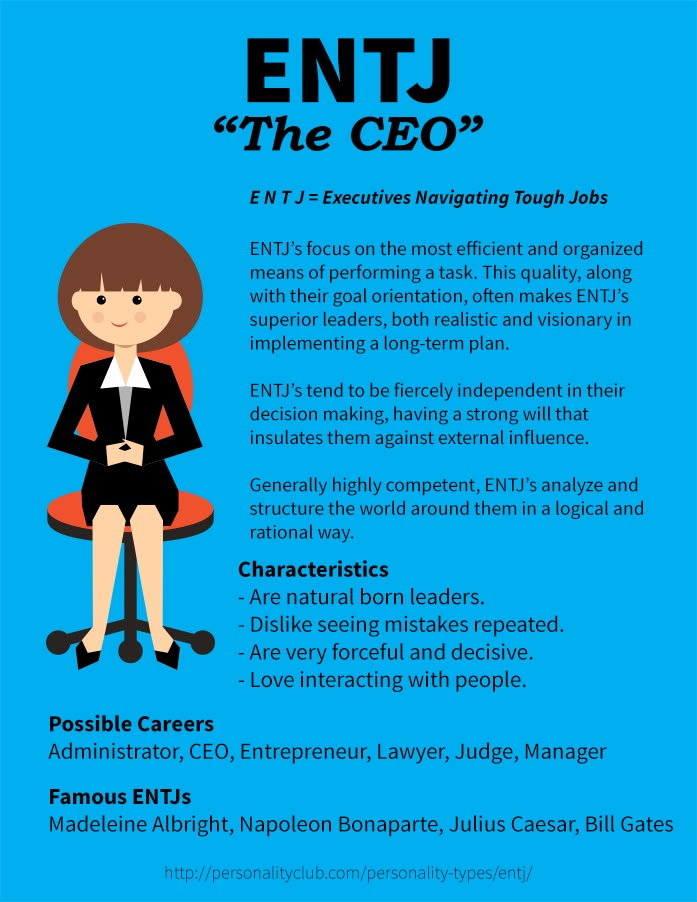 ENTJ
“The CEO”
E N T J = Executives Navigating Tough Jobs
ENTJ’s focus on the most efficient and organized
means of performing a task. This quality, along
with their goal orientation, often makes ENTJ’s
superior leaders, both realistic and visionary in
implementing a long-term plan.
ENTJ’s tend to be fiercely independent in their
decision making, having a strong will that
insulates them against external influence.
Generally highly competent, ENTJ’s analyze and
structure the world around them in a logical and
rational way.
Characteristics
- Are natural born leaders.
- Dislike seeing mistakes repeated.
- Are very forceful and decisive.
- Love interacting with people.
Possible Careers
Administrator, CEO, Entrepreneur, Lawyer, Judge, Manager
Famous ENTJs
Madeleine Albright, Napoleon Bonaparte, Julius Caesar, Bill Gates
http://personalityclub.com/personality-types/entj/